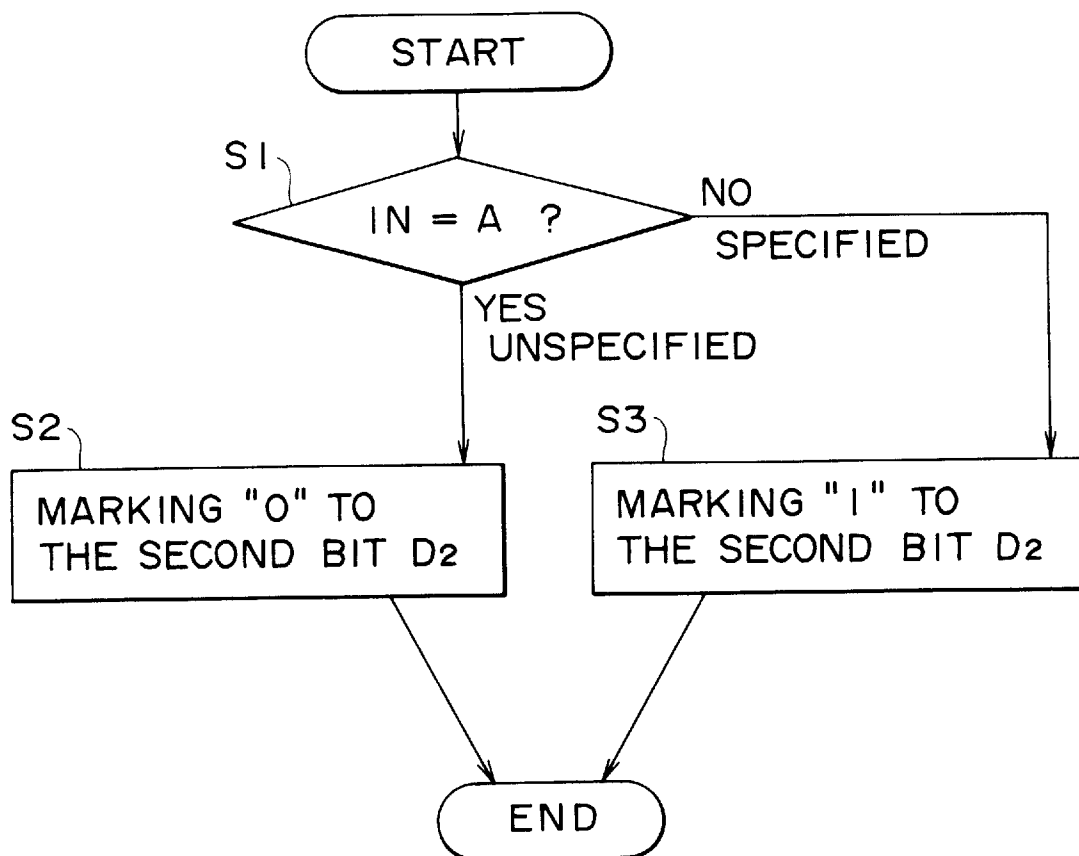 START
S1
IN = A ?
NO
SPECIFIED
YES
UNSPECIFIED
S2
MARKING "0" TO
THE SECOND BIT D2
S3
MARKING "1" TO
THE SECOND BIT D2
END